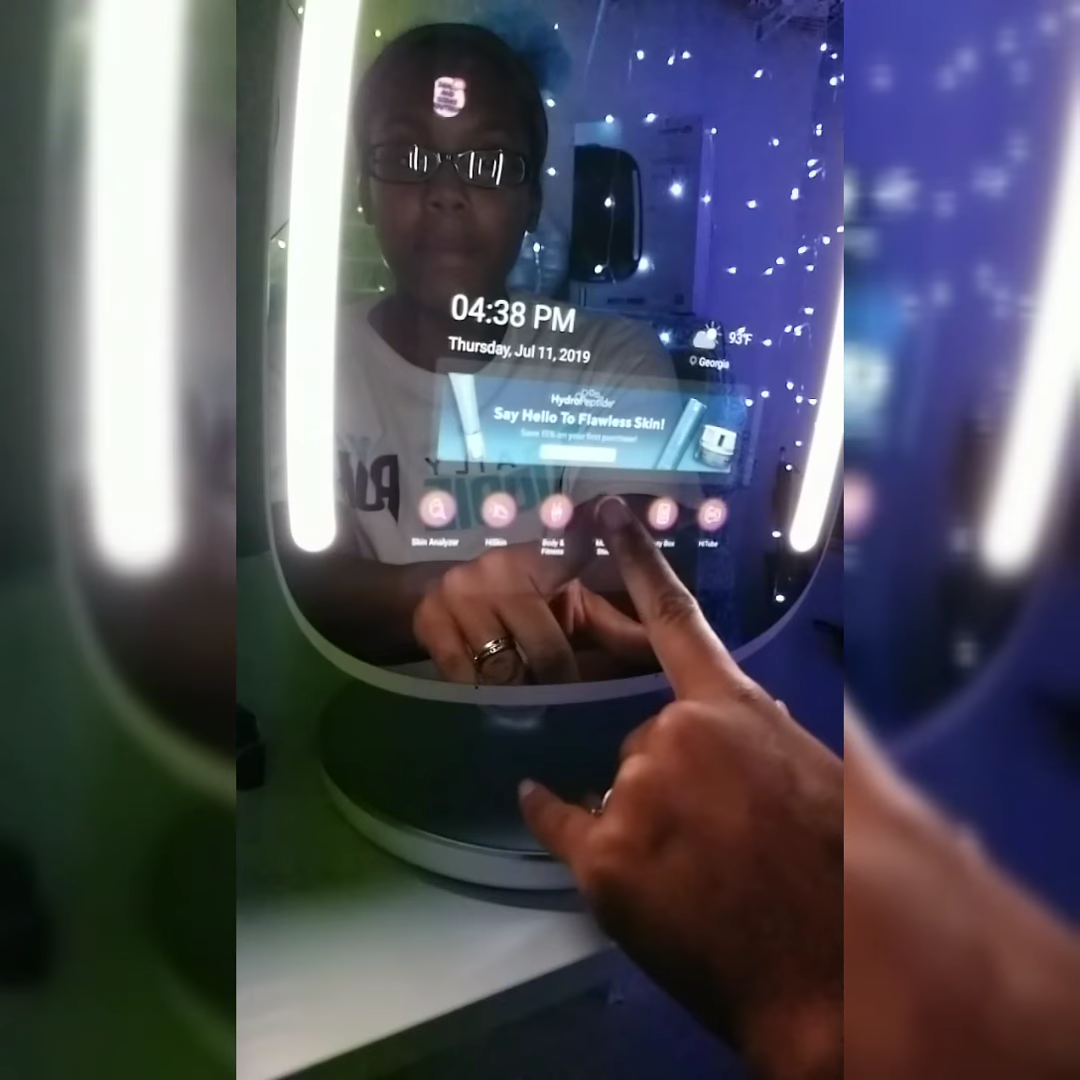 04:38 PM
Thursday, Jul 11, 2019
93°F
Georgia
HydroPeptide
Say Hello To Flawless Skin!
Save 15% on your first purchase!
Skin Analyzer
HiSkin
Body &
Fitness
Box
HiTube